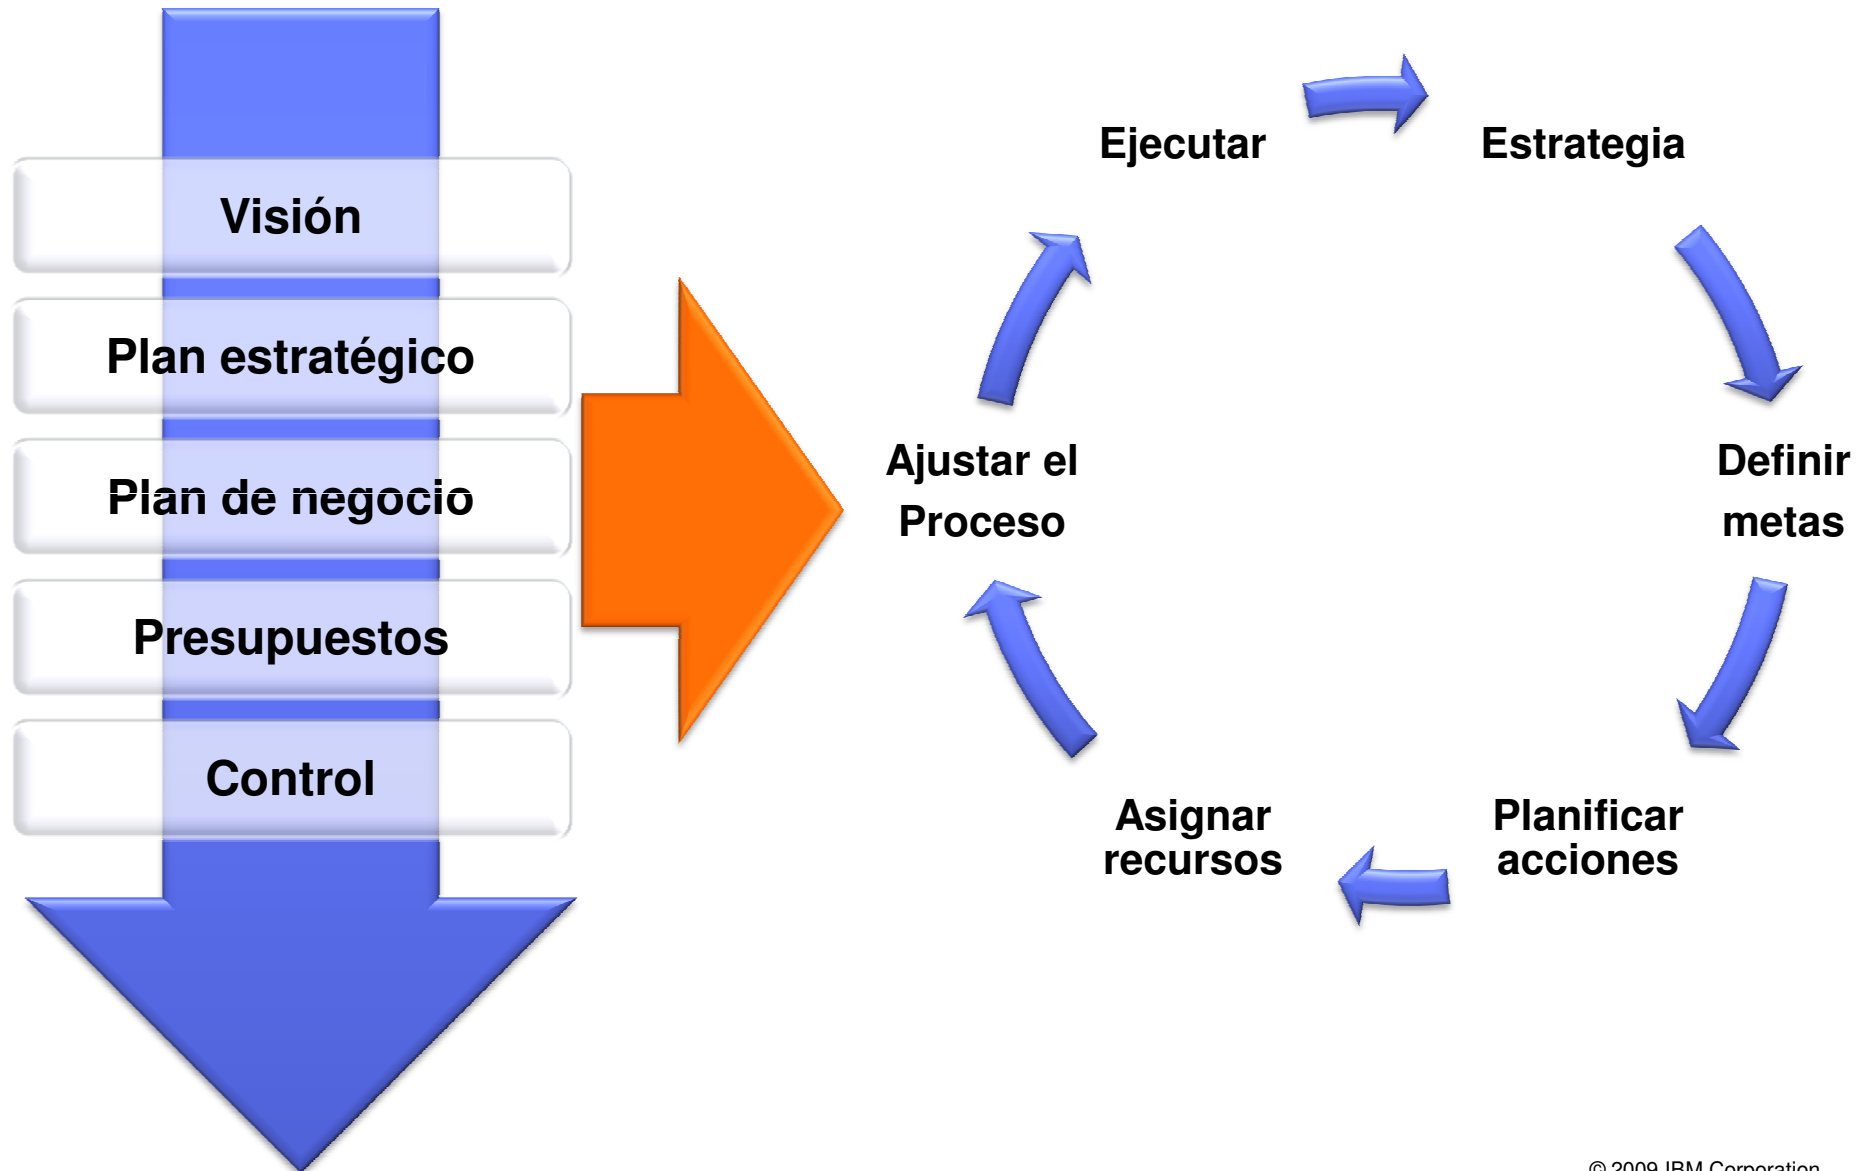 Visión
Plan estratégico
Plan de negocio
Presupuestos
Control
Ejecutar
Estrategia
Ajustar el
Proceso
Definir
metas
Asignar
recursos
Planificar
acciones
© 2009 IBM Corporation